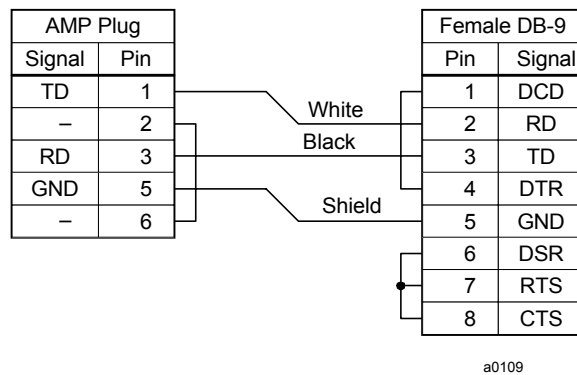 AMP Plug
Signal Pin
TD 1
– 2
RD 3
GND 5
– 6
White
Black
Shield
Female DB-9
Pin Signal
1 DCD
2 RD
3 TD
4 DTR
5 GND
6 DSR
7 RTS
8 CTS
a0109